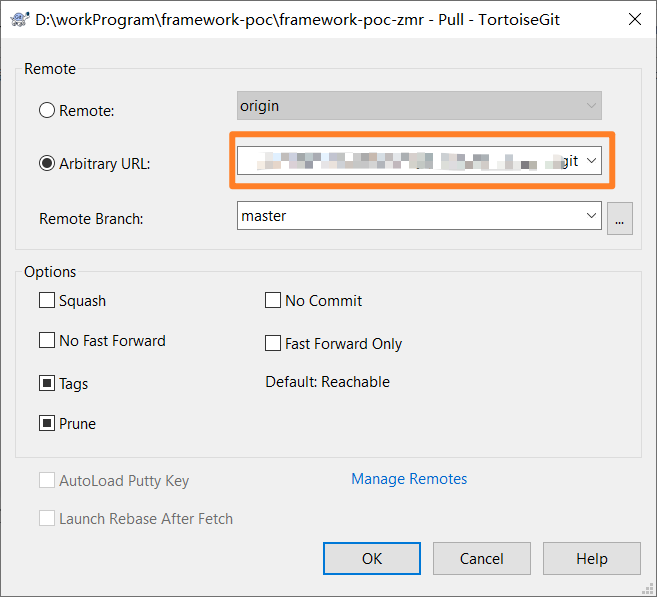 D:\workProgram\framework-poc\framework-poc-zmr - Pull - TortoiseGit
Remote
Remote:
origin
Arbitrary URL:
git
Remote Branch:
master
...
Options
Squash
No Commit
No Fast Forward
Fast Forward Only
Tags
Default: Reachable
Prune
AutoLoad Putty Key
Manage Remotes
Launch Rebase After Fetch
OK
Cancel
Help